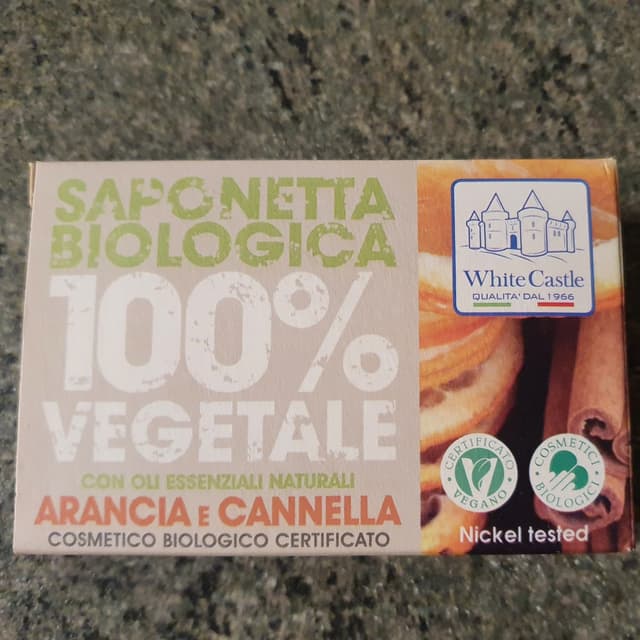 SAPONETTA
BIOLOGICA
100%
VEGETALE
CON OLI ESSENZIALI NATURALI
ARANCIA E CANNELLA
COSMETICO BIOLOGICO CERTIFICATO
White Castle
QUALITA' DAL 1966
CERTIFICATO
VEGANO
COSMETICI
BIOLOGICI
Nickel tested